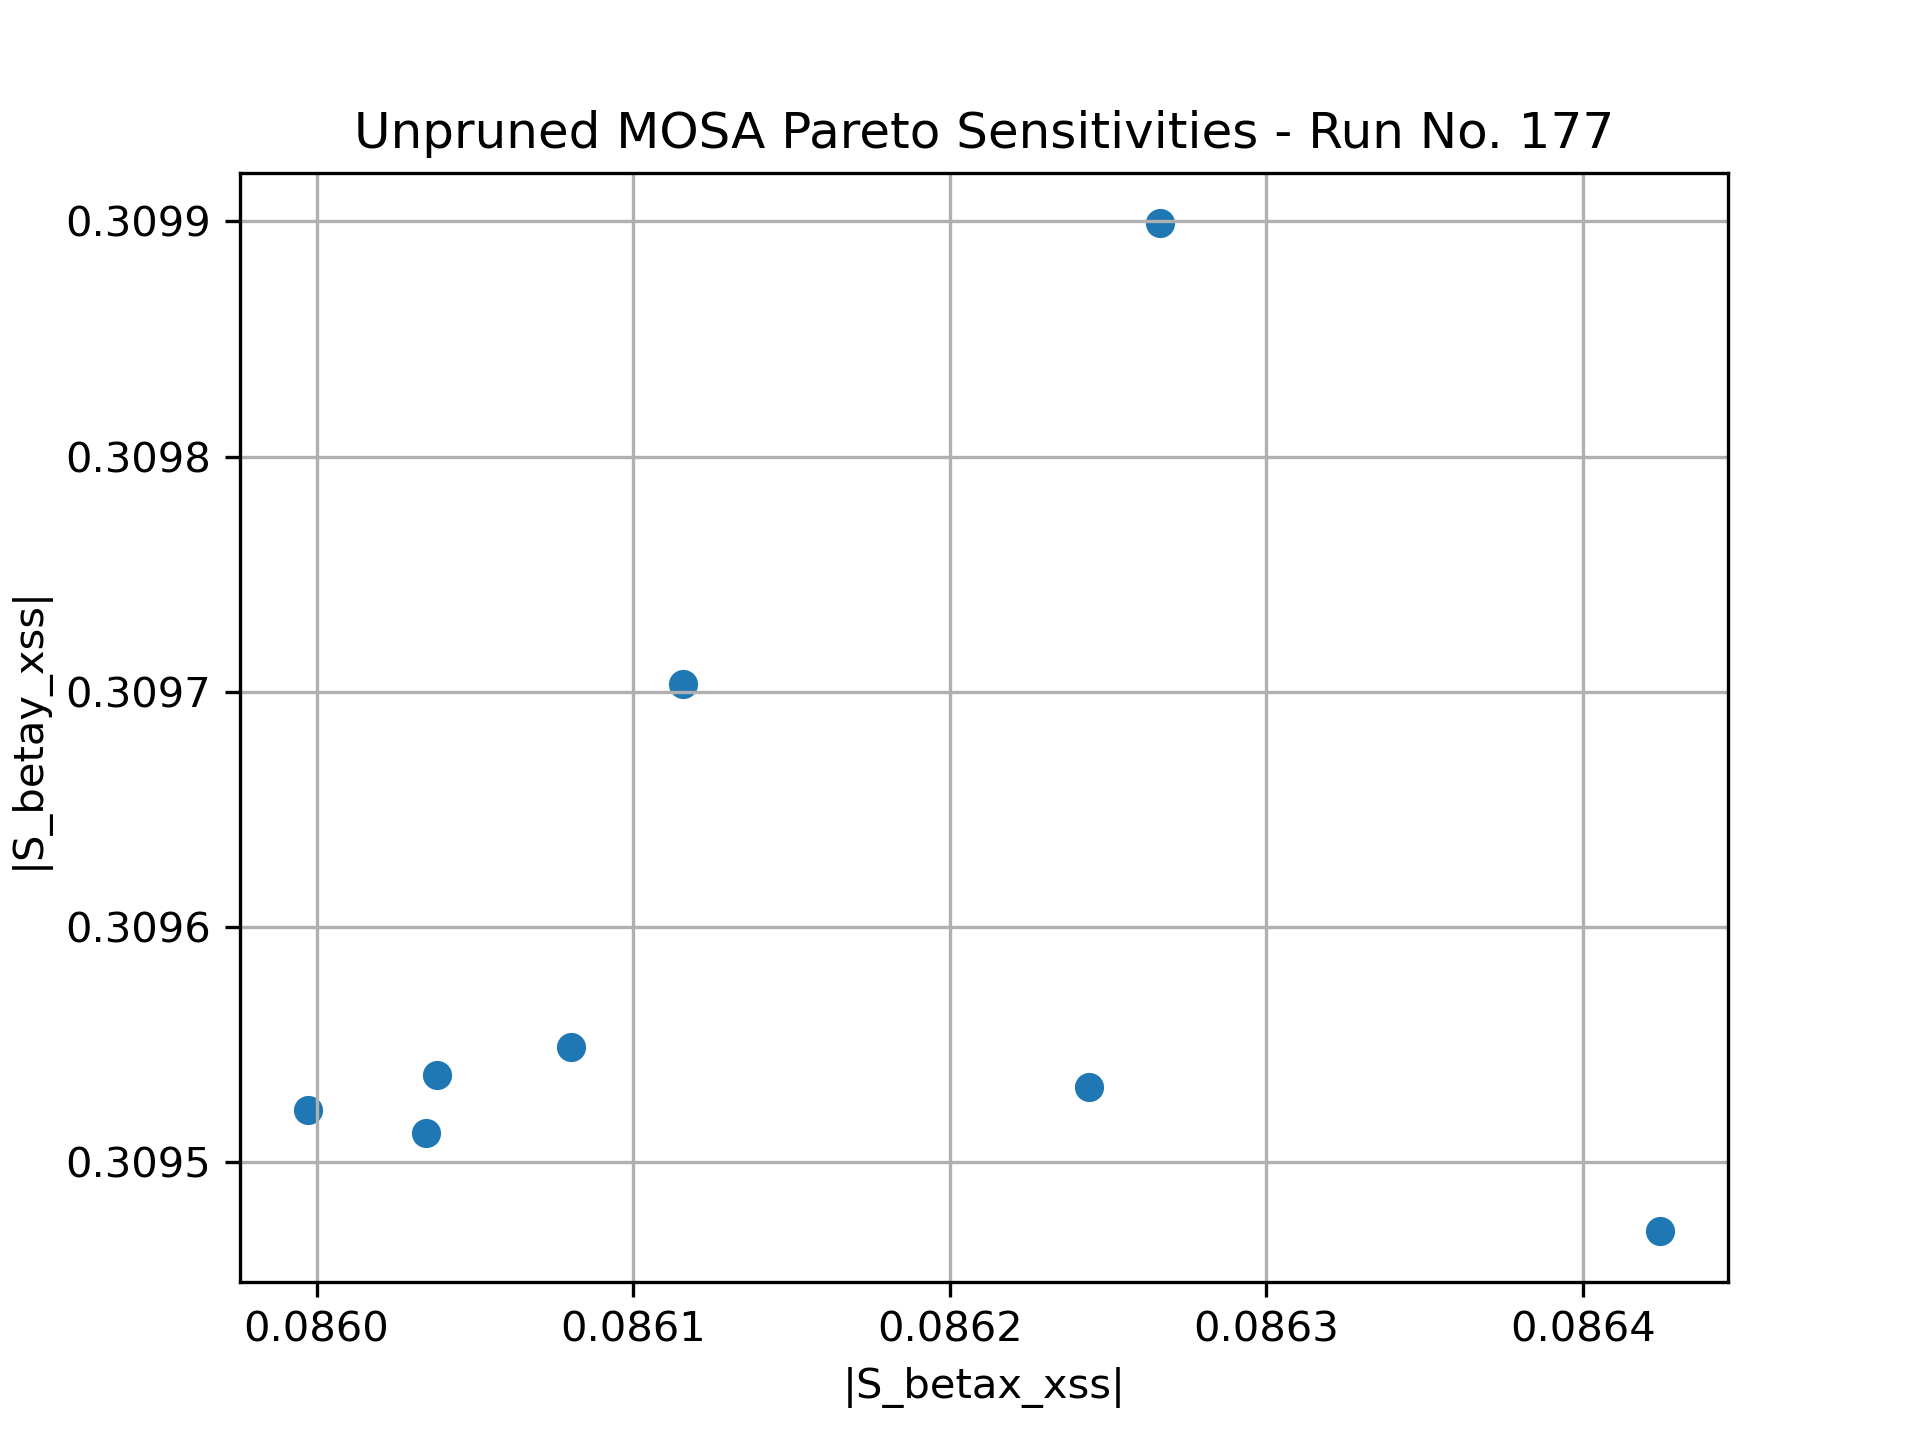 Unpruned MOSA Pareto Sensitivities - Run No. 177
0.3099
0.3098
0.3097
0.3096
0.3095
|S_betay_xss|
0.0860 0.0861 0.0862 0.0863 0.0864
|S_betax_xss|